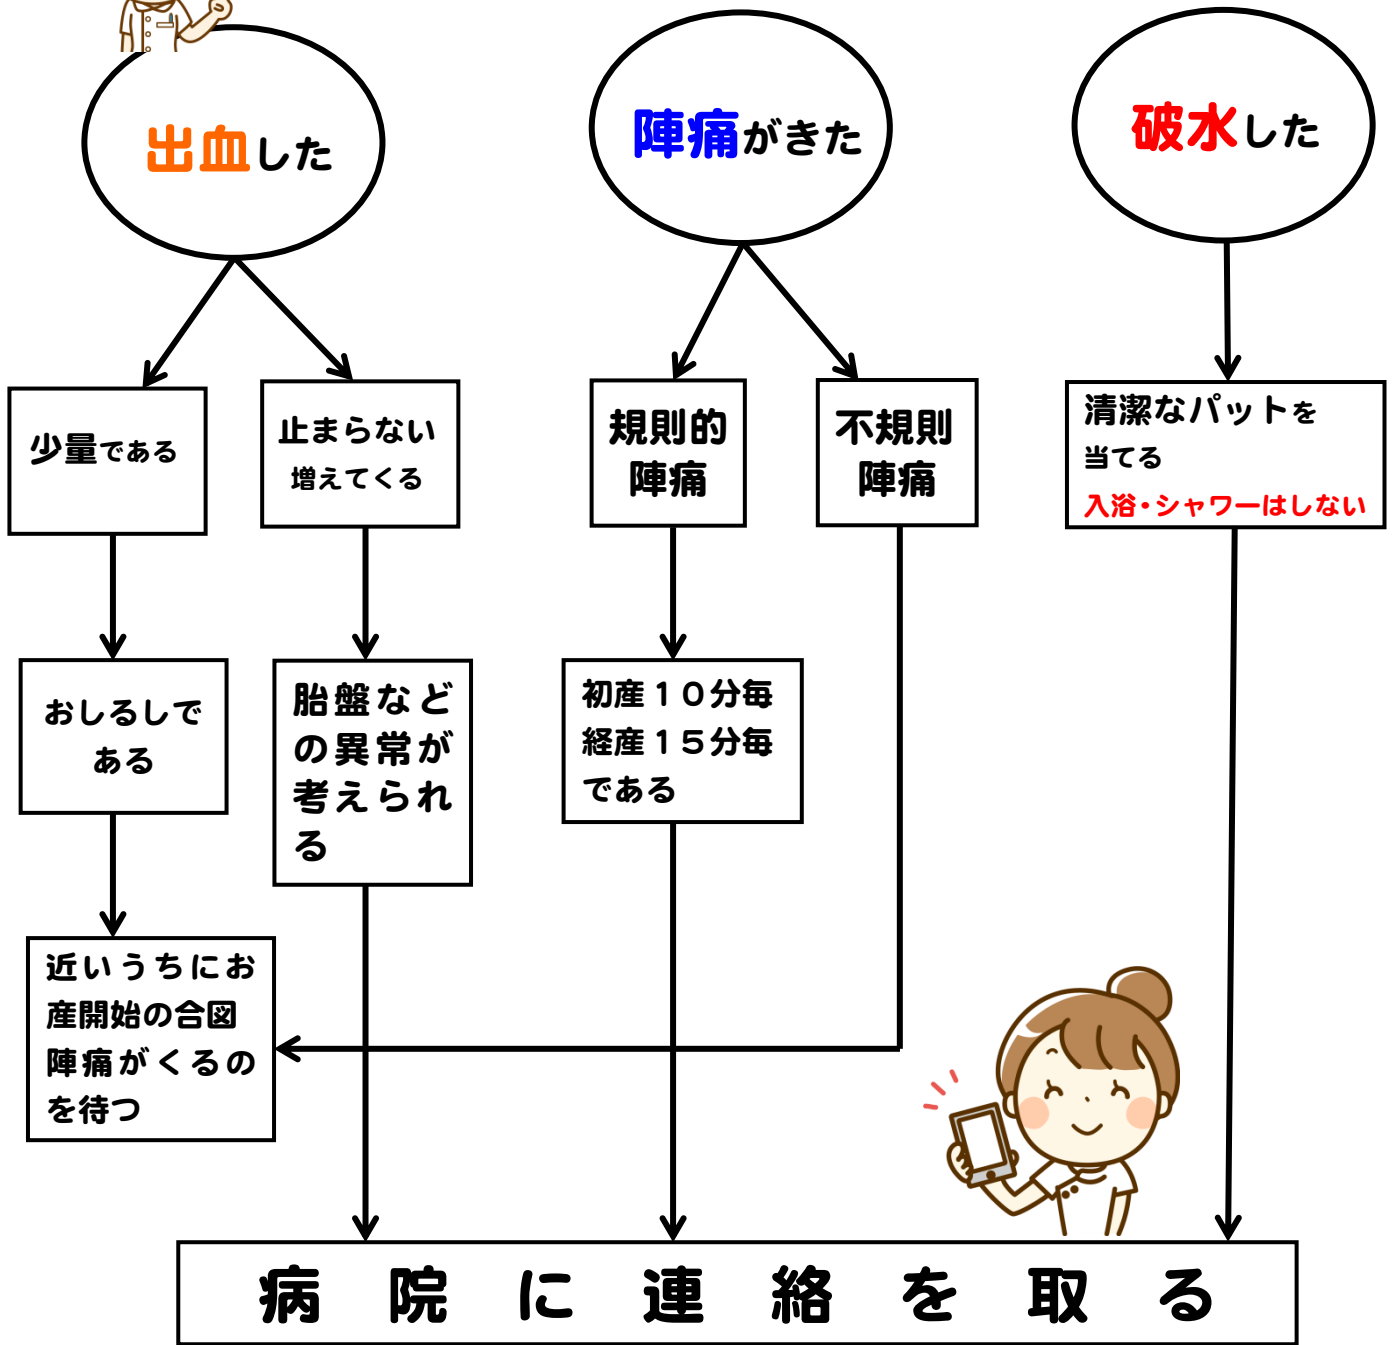 出血した
陣痛がきた
破水した
少量である
止まらない
増えてくる
規則的
陣痛
不規則
陣痛
清潔なパットを
当てる
入浴・シャワーはしない
おしるしで
ある
胎盤など
の異常が
考えられ
る
初産１０分毎
経産１５分毎
である
近いうちにお
産開始の合図
陣痛がくるの
を待つ
病院に連絡を取る